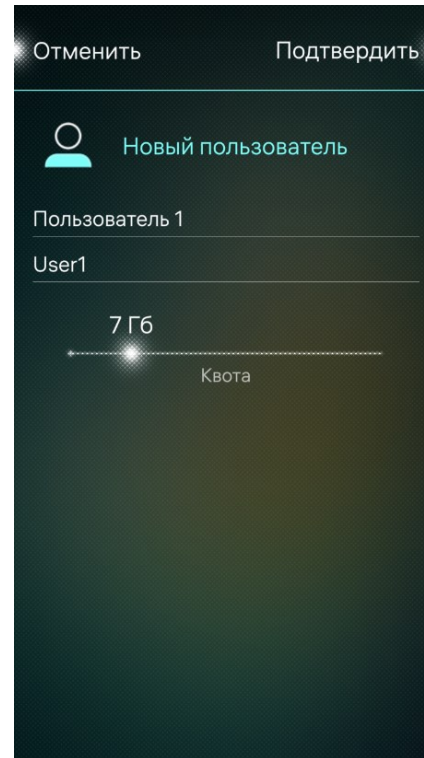 Отменить Подтвердить
Новый пользователь
Пользователь 1
User1
7 Гб
Квота